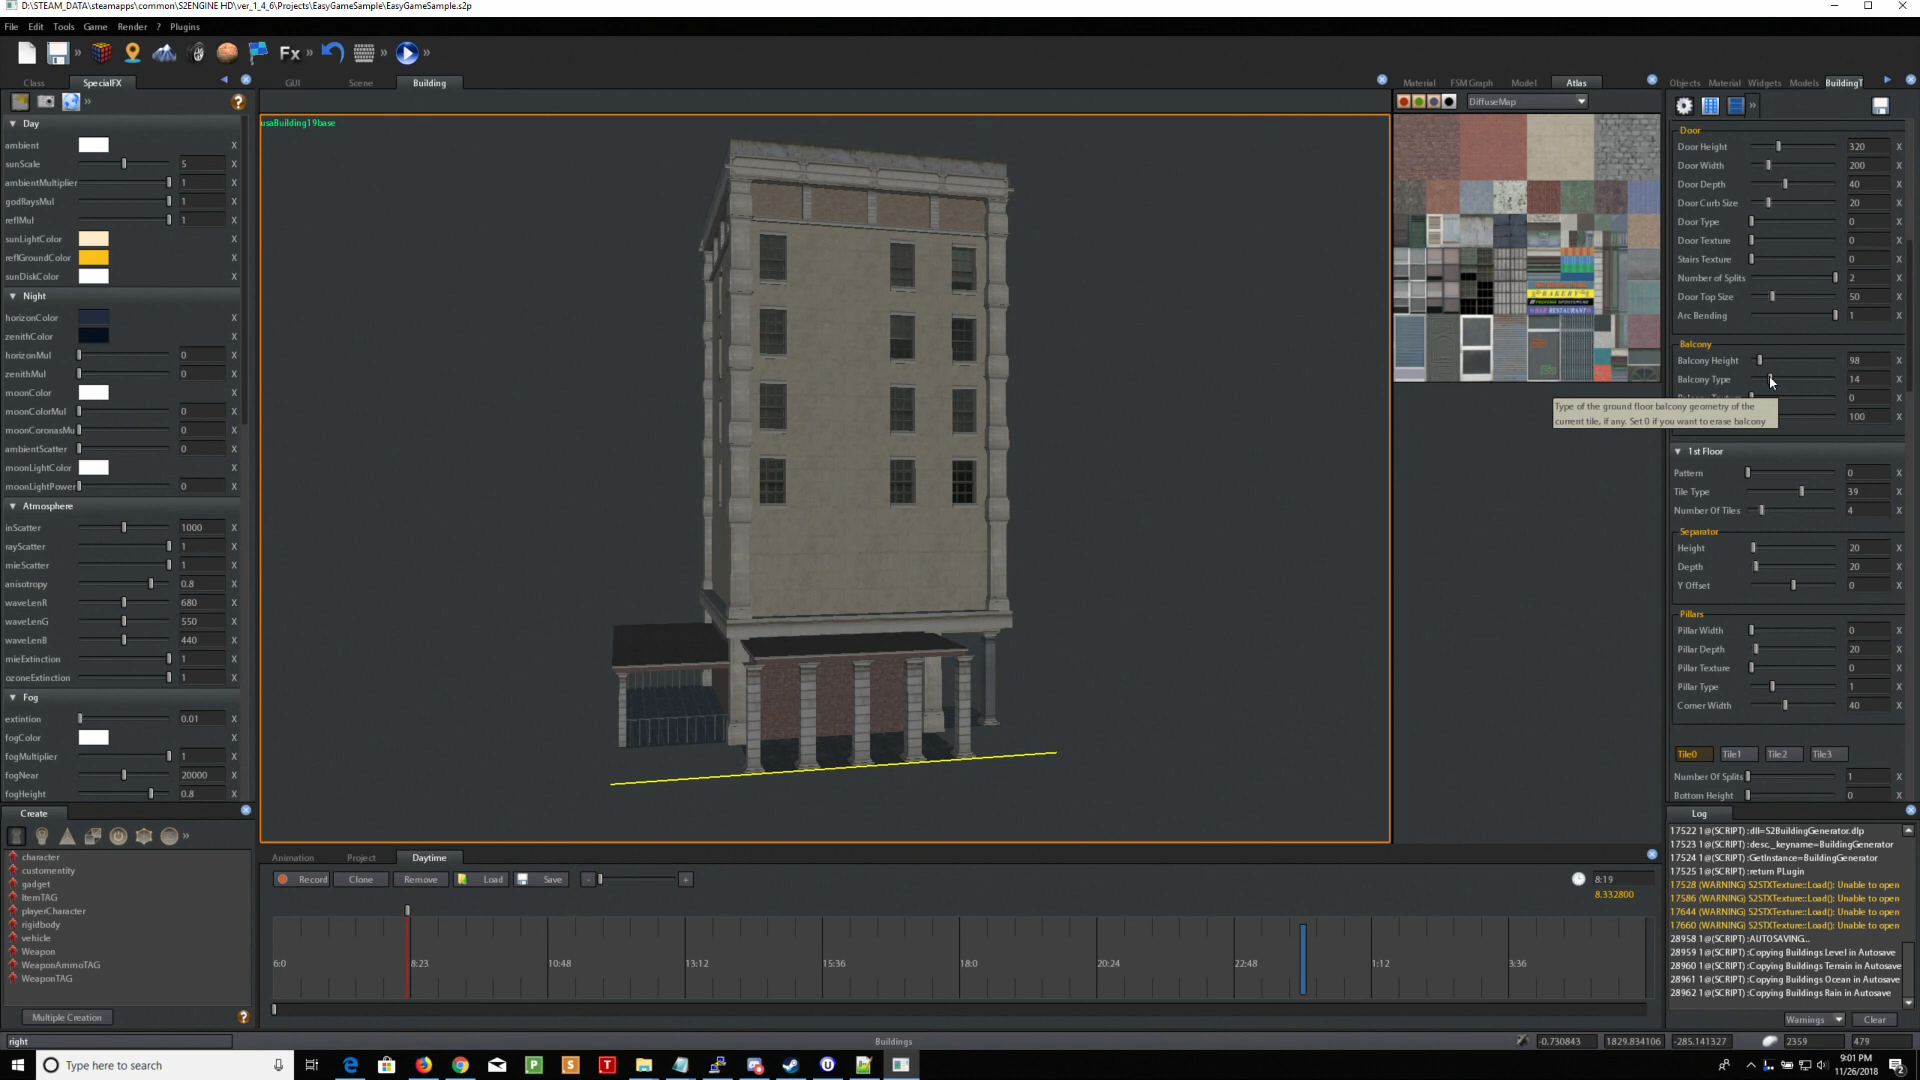 D:\STEAM_DATA\steamapps\common\S2ENGINE HD\ver_1_4_6\Projects\EasyGameSample\EasyGameSample.s2p
File Edit Tools Game Render ? Plugins
Fx
Class SpecialFX
GUI Scene Building
Material FSM Graph Model Atlas
Objects Material Widgets Models BuildingT
DiffuseMap
usaBuilding19base
Day
ambient X
sunScale 5 X
ambientMultiplier 1 X
godRaysMul 1 X
reflMul 1 X
sunLightColor X
reflGroundColor X
sunDiskColor X
Night
horizonColor X
zenithColor X
horizonMul 0 X
zenithMul 0 X
moonColor X
moonColorMul 0 X
moonCoronasMu 0 X
ambientScatter 0 X
moonLightColor X
moonLightPower 0 X
Atmosphere
inScatter 1000 X
rayScatter 1 X
mieScatter 1 X
anisotropy 0.8 X
waveLenR 680 X
waveLenG 550 X
waveLenB 440 X
mieExtinction 1 X
ozoneExtinction 1 X
Fog
extintion 0.01 X
fogColor X
fogMultiplier 1 X
fogNear 20000 X
fogHeight 0.8 X
Create
character
customentity
gadget
ItemTAG
playerCharacter
rigidbody
vehicle
Weapon
WeaponAmmoTAG
WeaponTAG
Multiple Creation
BAKERY
RESTAURANT
Door
Door Height 320 X
Door Width 200 X
Door Depth 40 X
Door Curb Size 20 X
Door Type 0 X
Door Texture 0 X
Stairs Texture 0 X
Number of Splits 2 X
Door Top Size 50 X
Arc Bending 1 X
Balcony
Balcony Height 98 X
Balcony Type 14 X
0 X
100 X
Type of the ground floor balcony geometry of the
current tile, if any. Set 0 if you want to erase balcony
1st Floor
Pattern 0 X
Tile Type 39 X
Number Of Tiles 4 X
Separator
Height 20 X
Depth 20 X
Y Offset 0 X
Pillars
Pillar Width 0 X
Pillar Depth 20 X
Pillar Texture 0 X
Pillar Type 1 X
Corner Width 40 X
Tile0 Tile1 Tile2 Tile3
Number Of Splits 1 X
Bottom Height 0 X
Animation Project Daytime
Record Clone Remove Load Save - +
8:19
8.332800
6:0 8:23 10:48 13:12 15:36 18:0 20:24 22:48 1:12 3:36
Log
17522 1@(SCRIPT) :dll=S2BuildingGenerator.dlp
17523 1@(SCRIPT) :desc._keyname=BuildingGenerator
17524 1@(SCRIPT) :GetInstance=BuildingGenerator
17525 1@(SCRIPT) :return PLugin
17528 (WARNING) S2STXTexture::Load(): Unable to open
17586 (WARNING) S2STXTexture::Load(): Unable to open
17644 (WARNING) S2STXTexture::Load(): Unable to open
17660 (WARNING) S2STXTexture::Load(): Unable to open
28958 1@(SCRIPT) :AUTOSAVING...
28959 1@(SCRIPT) :Copying Buildings Level in Autosave
28960 1@(SCRIPT) :Copying Buildings Terrain in Autosave
28961 1@(SCRIPT) :Copying Buildings Ocean in Autosave
28962 1@(SCRIPT) :Copying Buildings Rain in Autosave
Warnings Clear
right Buildings -0.730843 1829.834106 -285.141327 2359 479
Type here to search
9:01 PM
11/26/2018
2